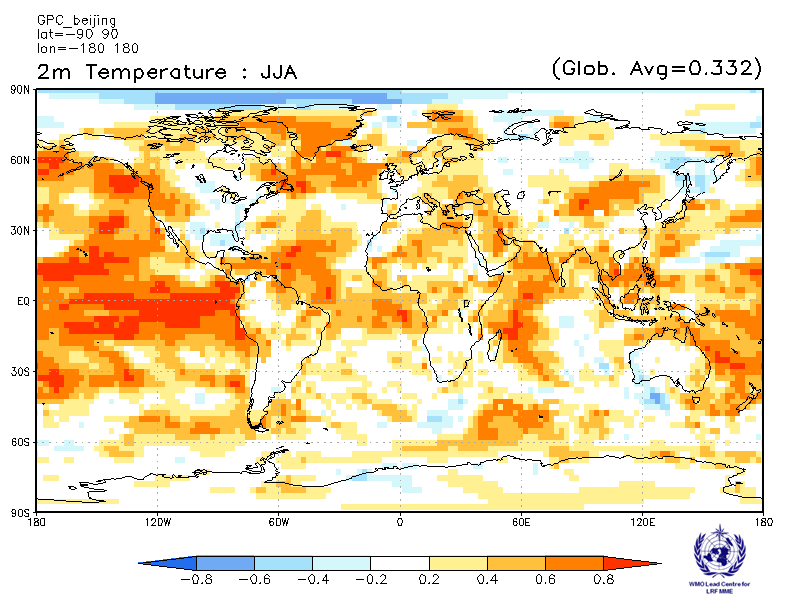 GPC_beijing
lat=−90 90
lon=−180 180
2m Temperature : JJA (Glob. Avg=0.332)
90N
60N
30N
EQ
30S
60S
90S
180 120W 60W 0 60E 120E 180
−0.8 −0.6 −0.4 −0.2 0.2 0.4 0.6 0.8
WMO Lead Centre for
LRF MME